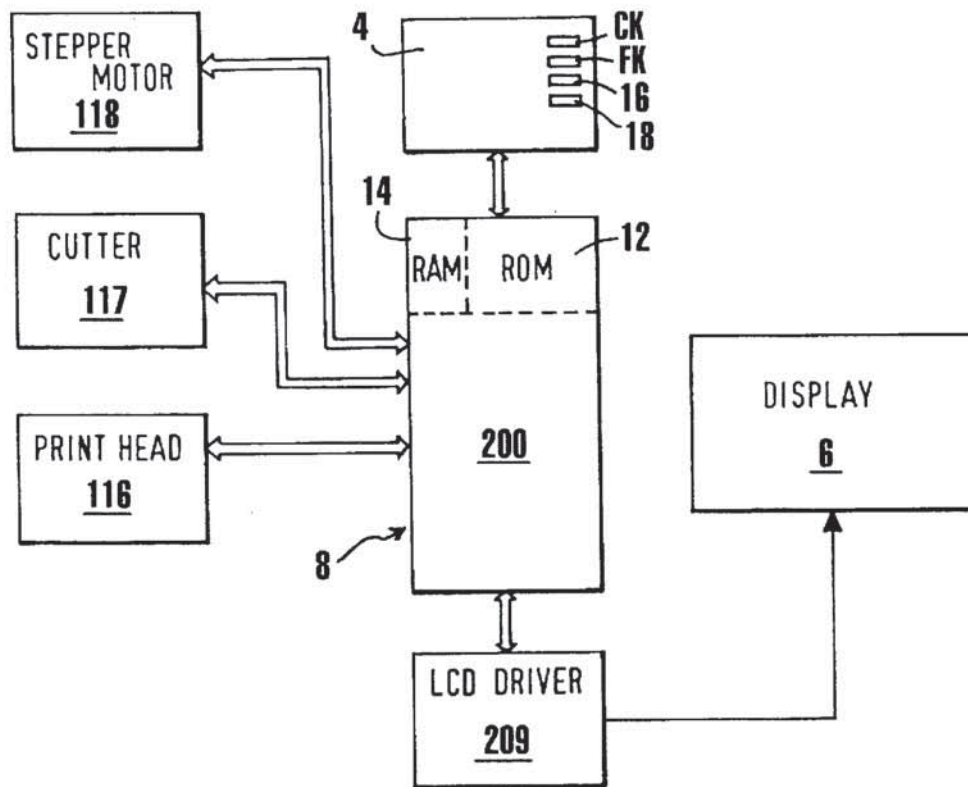 STEPPER
MOTOR
118
4
CK
FK
16
18
14
12
RAM
ROM
CUTTER
117
PRINT HEAD
116
200
8
DISPLAY
6
LCD DRIVER
209